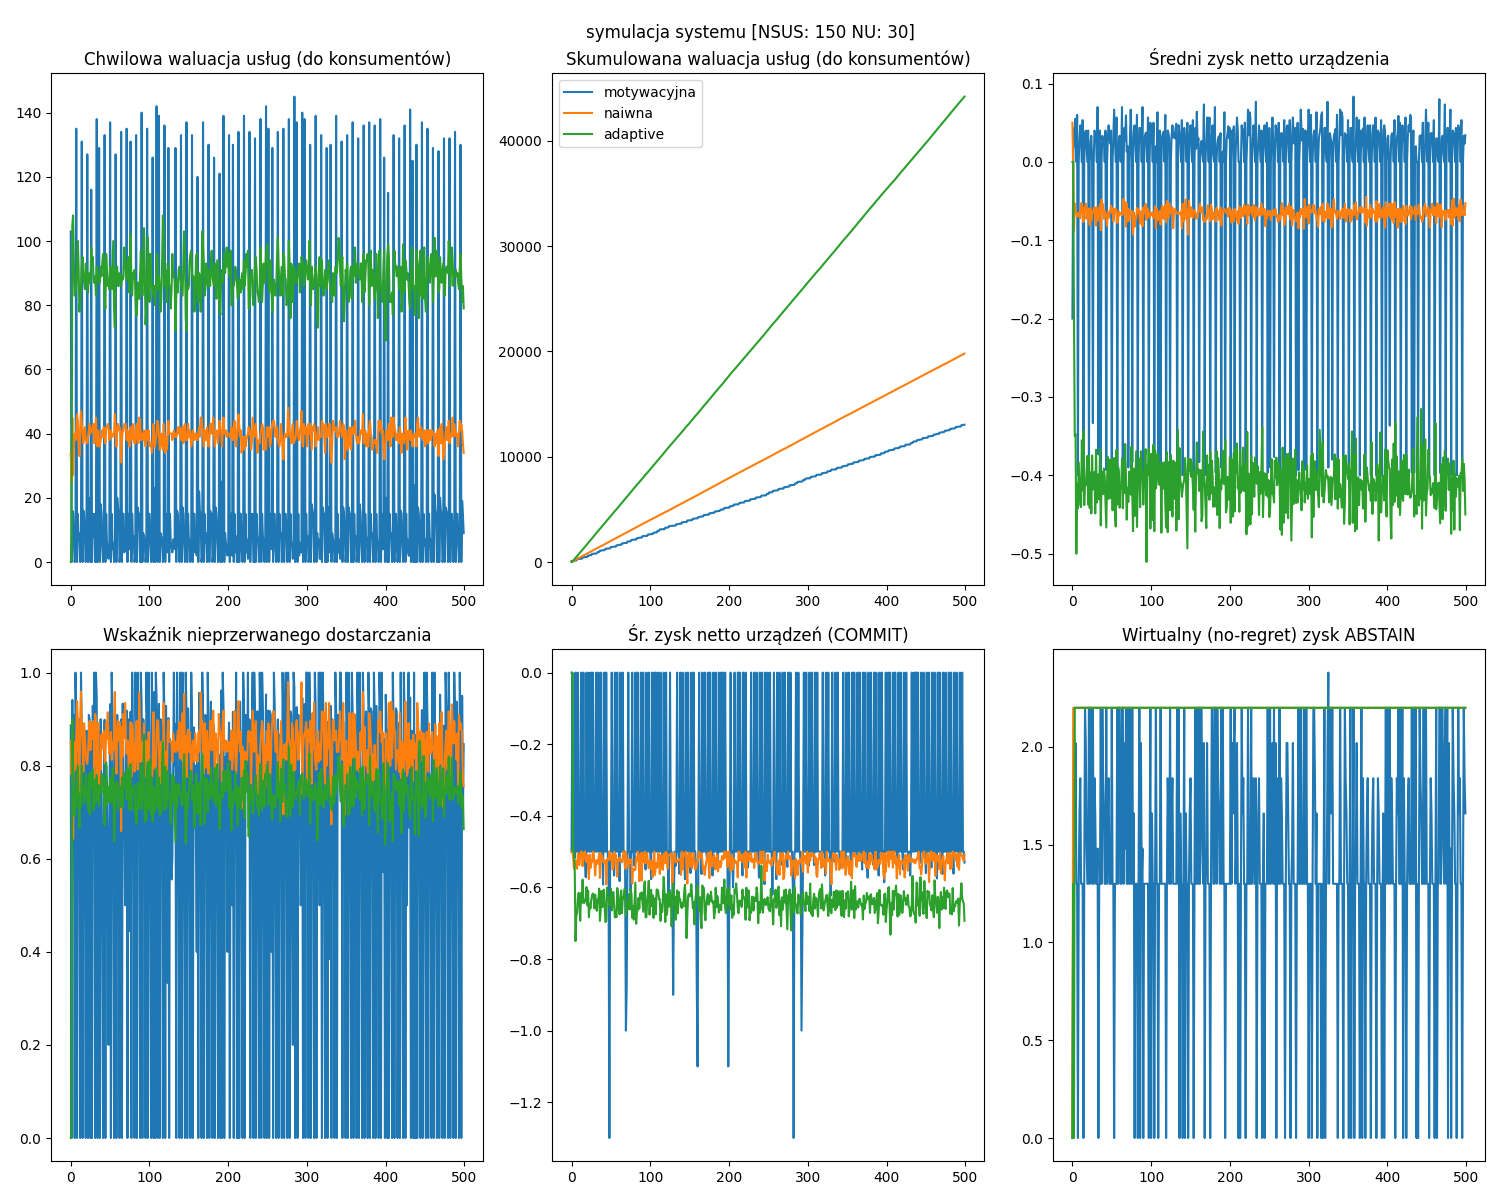 symulacja systemu [NSUS: 150 NU: 30]
Chwilowa waluacja usług (do konsumentów)
140
120
100
80
60
40
20
0
0 100 200 300 400 500
Skumulowana waluacja usług (do konsumentów)
motywacyjna
naiwna
adaptive
40000
30000
20000
10000
0
0 100 200 300 400 500
Średni zysk netto urządzenia
0.1
0.0
−0.1
−0.2
−0.3
−0.4
−0.5
0 100 200 300 400 500
Wskaźnik nieprzerwanego dostarczania
1.0
0.8
0.6
0.4
0.2
0.0
0 100 200 300 400 500
Śr. zysk netto urządzeń (COMMIT)
0.0
−0.2
−0.4
−0.6
−0.8
−1.0
−1.2
0 100 200 300 400 500
Wirtualny (no-regret) zysk ABSTAIN
2.0
1.5
1.0
0.5
0.0
0 100 200 300 400 500